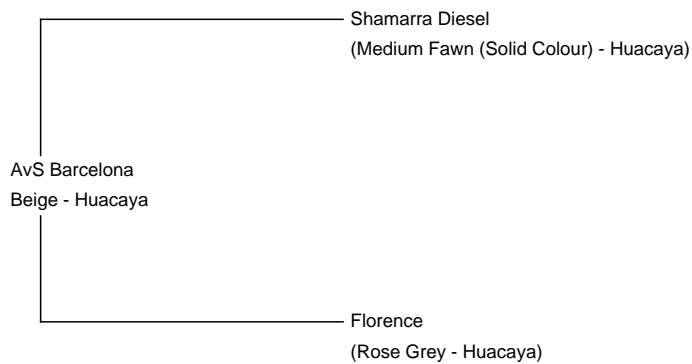 Shamarra Diesel
(Medium Fawn (Solid Colour) - Huacaya)
AvS Barcelona
Beige - Huacaya
Florence
(Rose Grey - Huacaya)